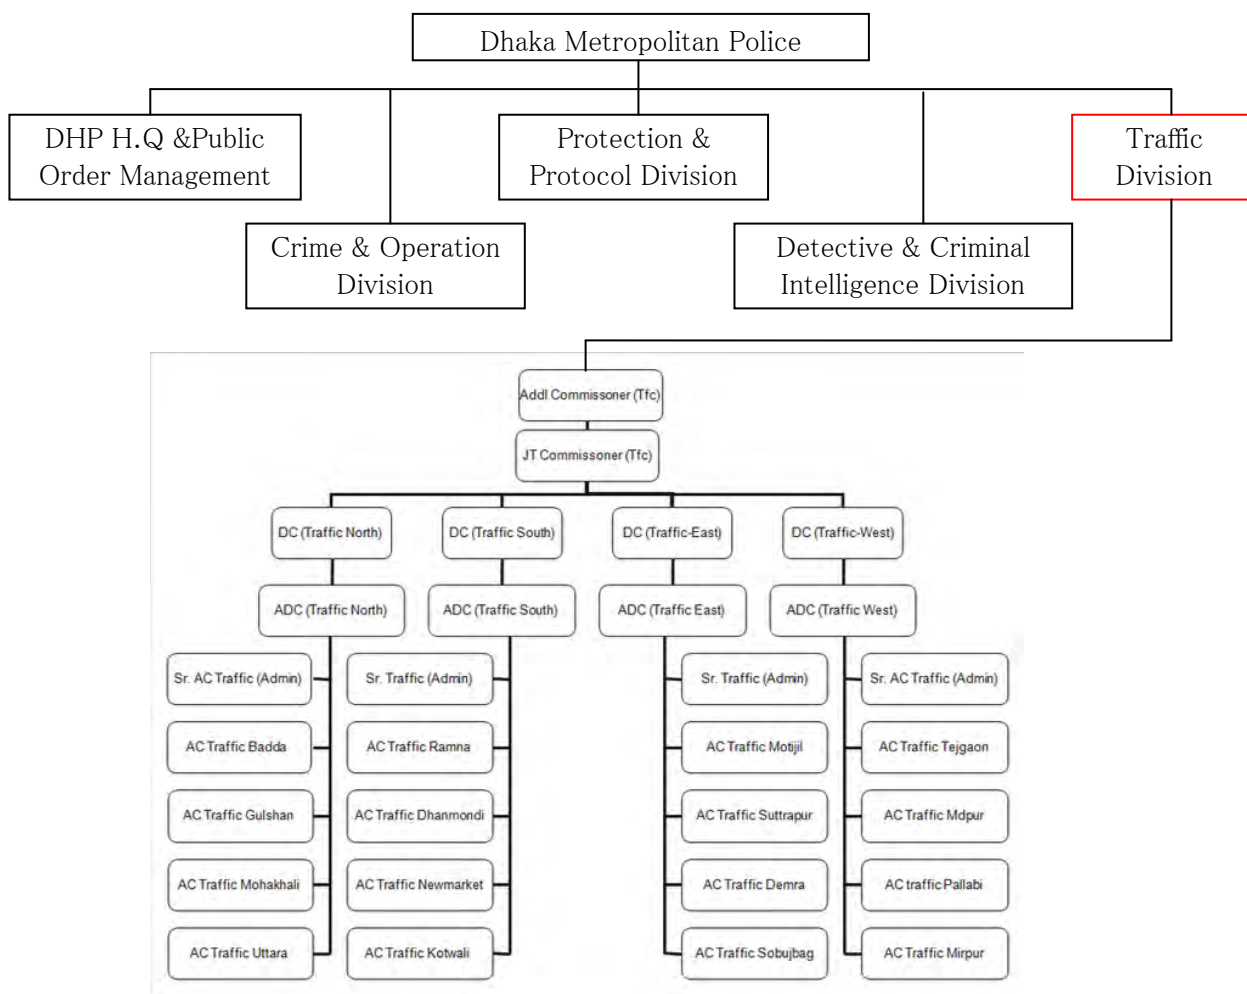 Dhaka Metropolitan Police
DHP H.Q &Public
Order Management
Protection &
Protocol Division
Traffic
Division
Crime & Operation
Division
Detective & Criminal
Intelligence Division
Addl Commissoner (Tfc)
JT Commissoner (Tfc)
DC (Traffic North)
DC (Traffic South)
DC (Traffic-East)
DC (Traffic-West)
ADC (Traffic North)
ADC (Traffic South)
ADC (Traffic East)
ADC (Traffic West)
Sr. AC Traffic (Admin)
Sr. Traffic (Admin)
Sr. Traffic (Admin)
Sr. AC Traffic (Admin)
AC Traffic Badda
AC Traffic Ramna
AC Traffic Motijil
AC Traffic Tejgaon
AC Traffic Gulshan
AC Traffic Dhanmondi
AC Traffic Suttrapur
AC Traffic Mdpur
AC Traffic Mohakhali
AC Traffic Newmarket
AC Traffic Demra
AC traffic Pallabi
AC Traffic Uttara
AC Traffic Kotwali
AC Traffic Sobujbag
AC Traffic Mirpur